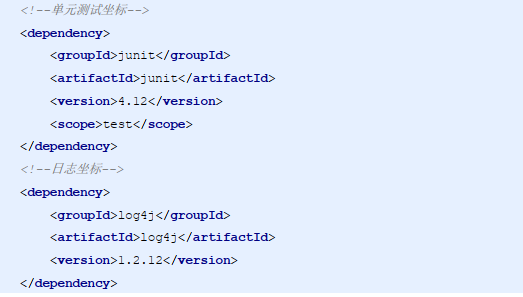 <!--单元测试坐标-->
<dependency>
    <groupId>junit</groupId>
    <artifactId>junit</artifactId>
    <version>4.12</version>
    <scope>test</scope>
</dependency>
<!--日志坐标-->
<dependency>
    <groupId>log4j</groupId>
    <artifactId>log4j</artifactId>
    <version>1.2.12</version>
</dependency>